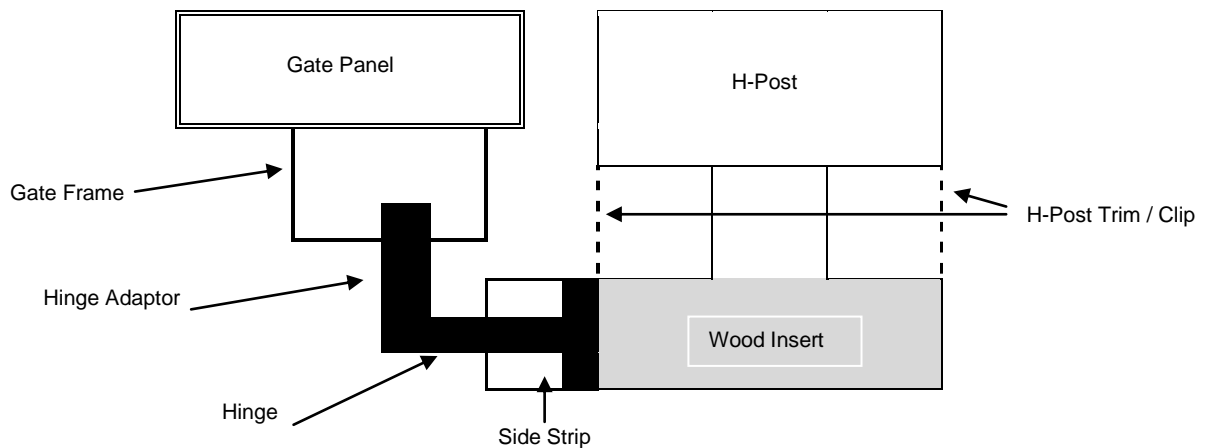 Gate Panel
H-Post
Gate Frame
H-Post Trim / Clip
Hinge Adaptor
Wood Insert
Hinge
Side Strip